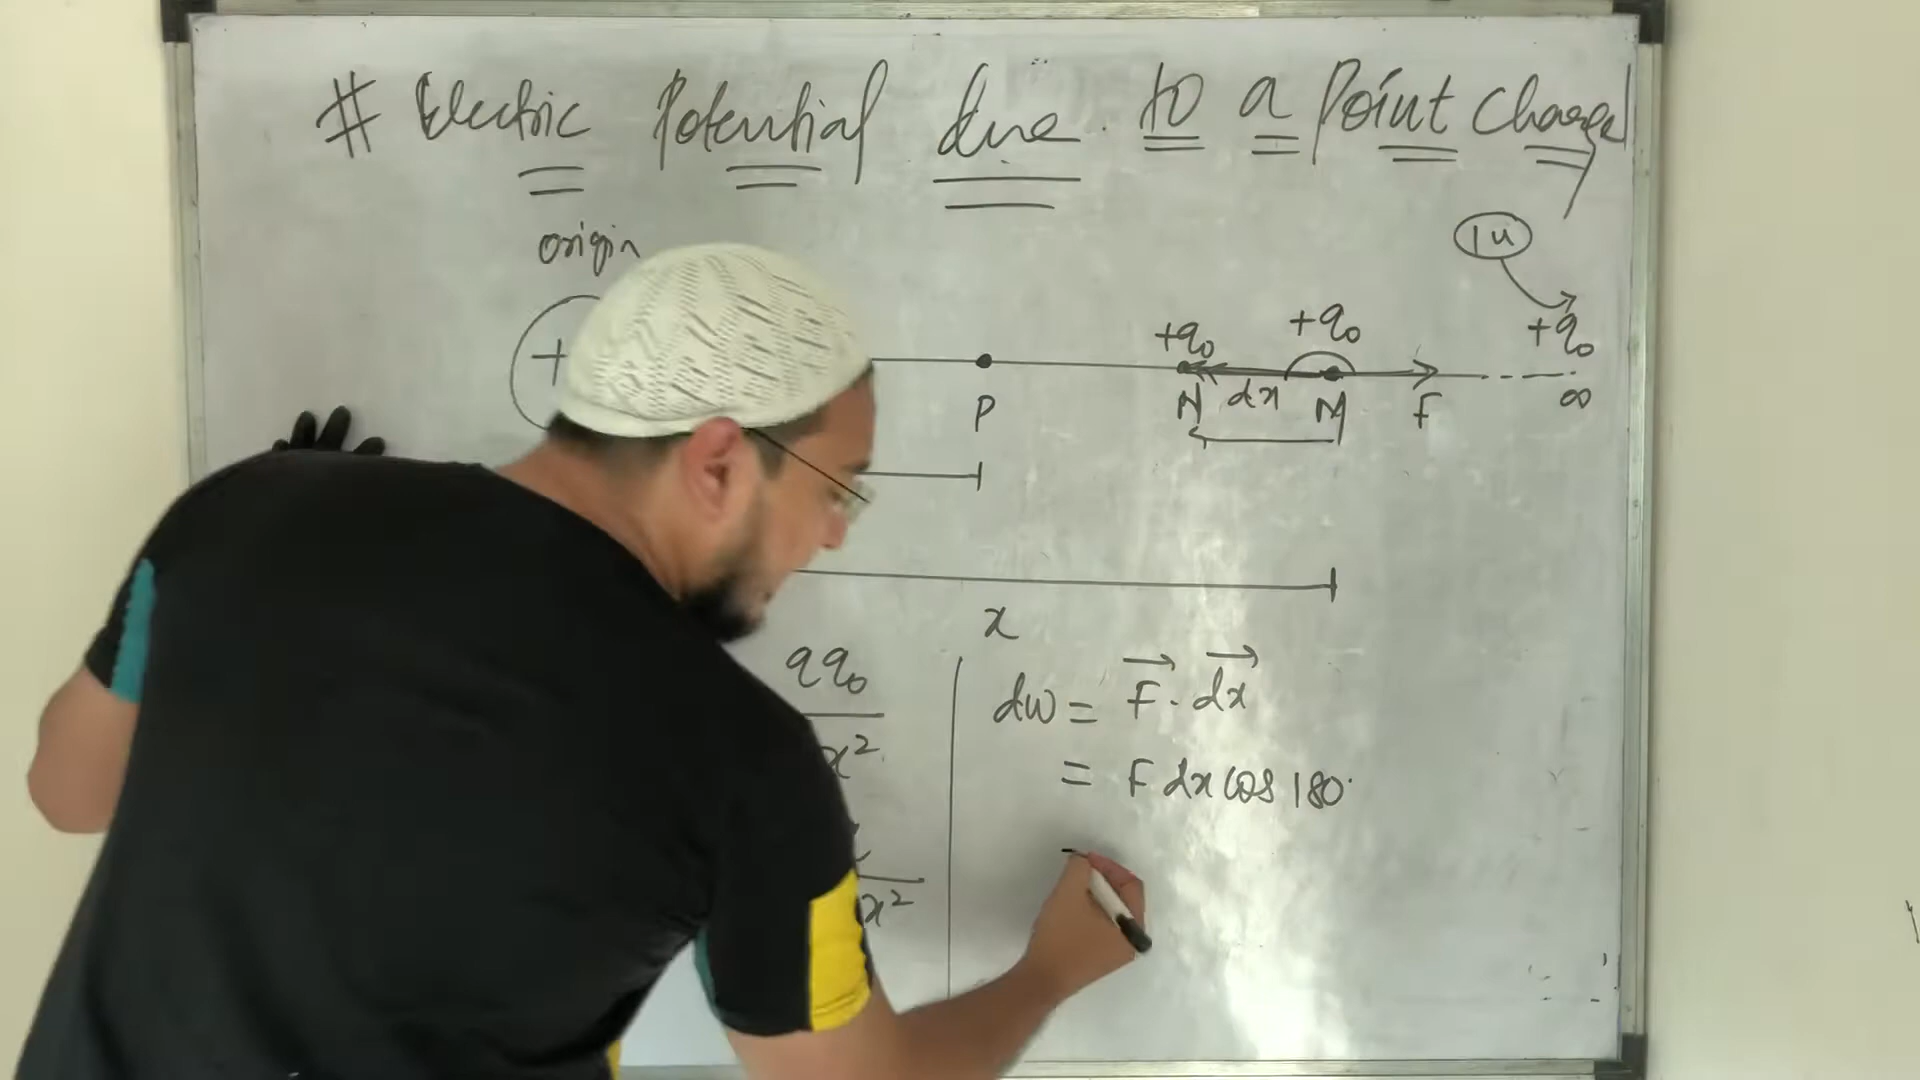 # Electric Potential due to a Point Charge
origin
1u
+q₀ +q₀ +q₀
+
P N dx M F ∞
x
qq₀
x²
x²
dw = F⃗ . dx⃗
= F dx cos 180°